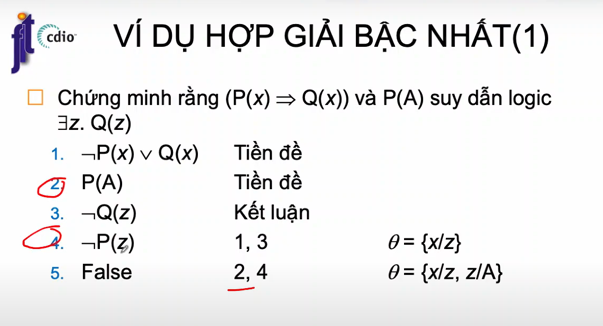 fit cdio
VÍ DỤ HỢP GIẢI BẬC NHẤT(1)
Chứng minh rằng (P(x) ⇒ Q(x)) và P(A) suy dẫn logic
∃z. Q(z)
1. ¬P(x) ∨ Q(x) Tiền đề
2. P(A) Tiền đề
3. ¬Q(z) Kết luận
4. ¬P(z) 1, 3 θ = {x/z}
5. False 2, 4 θ = {x/z, z/A}